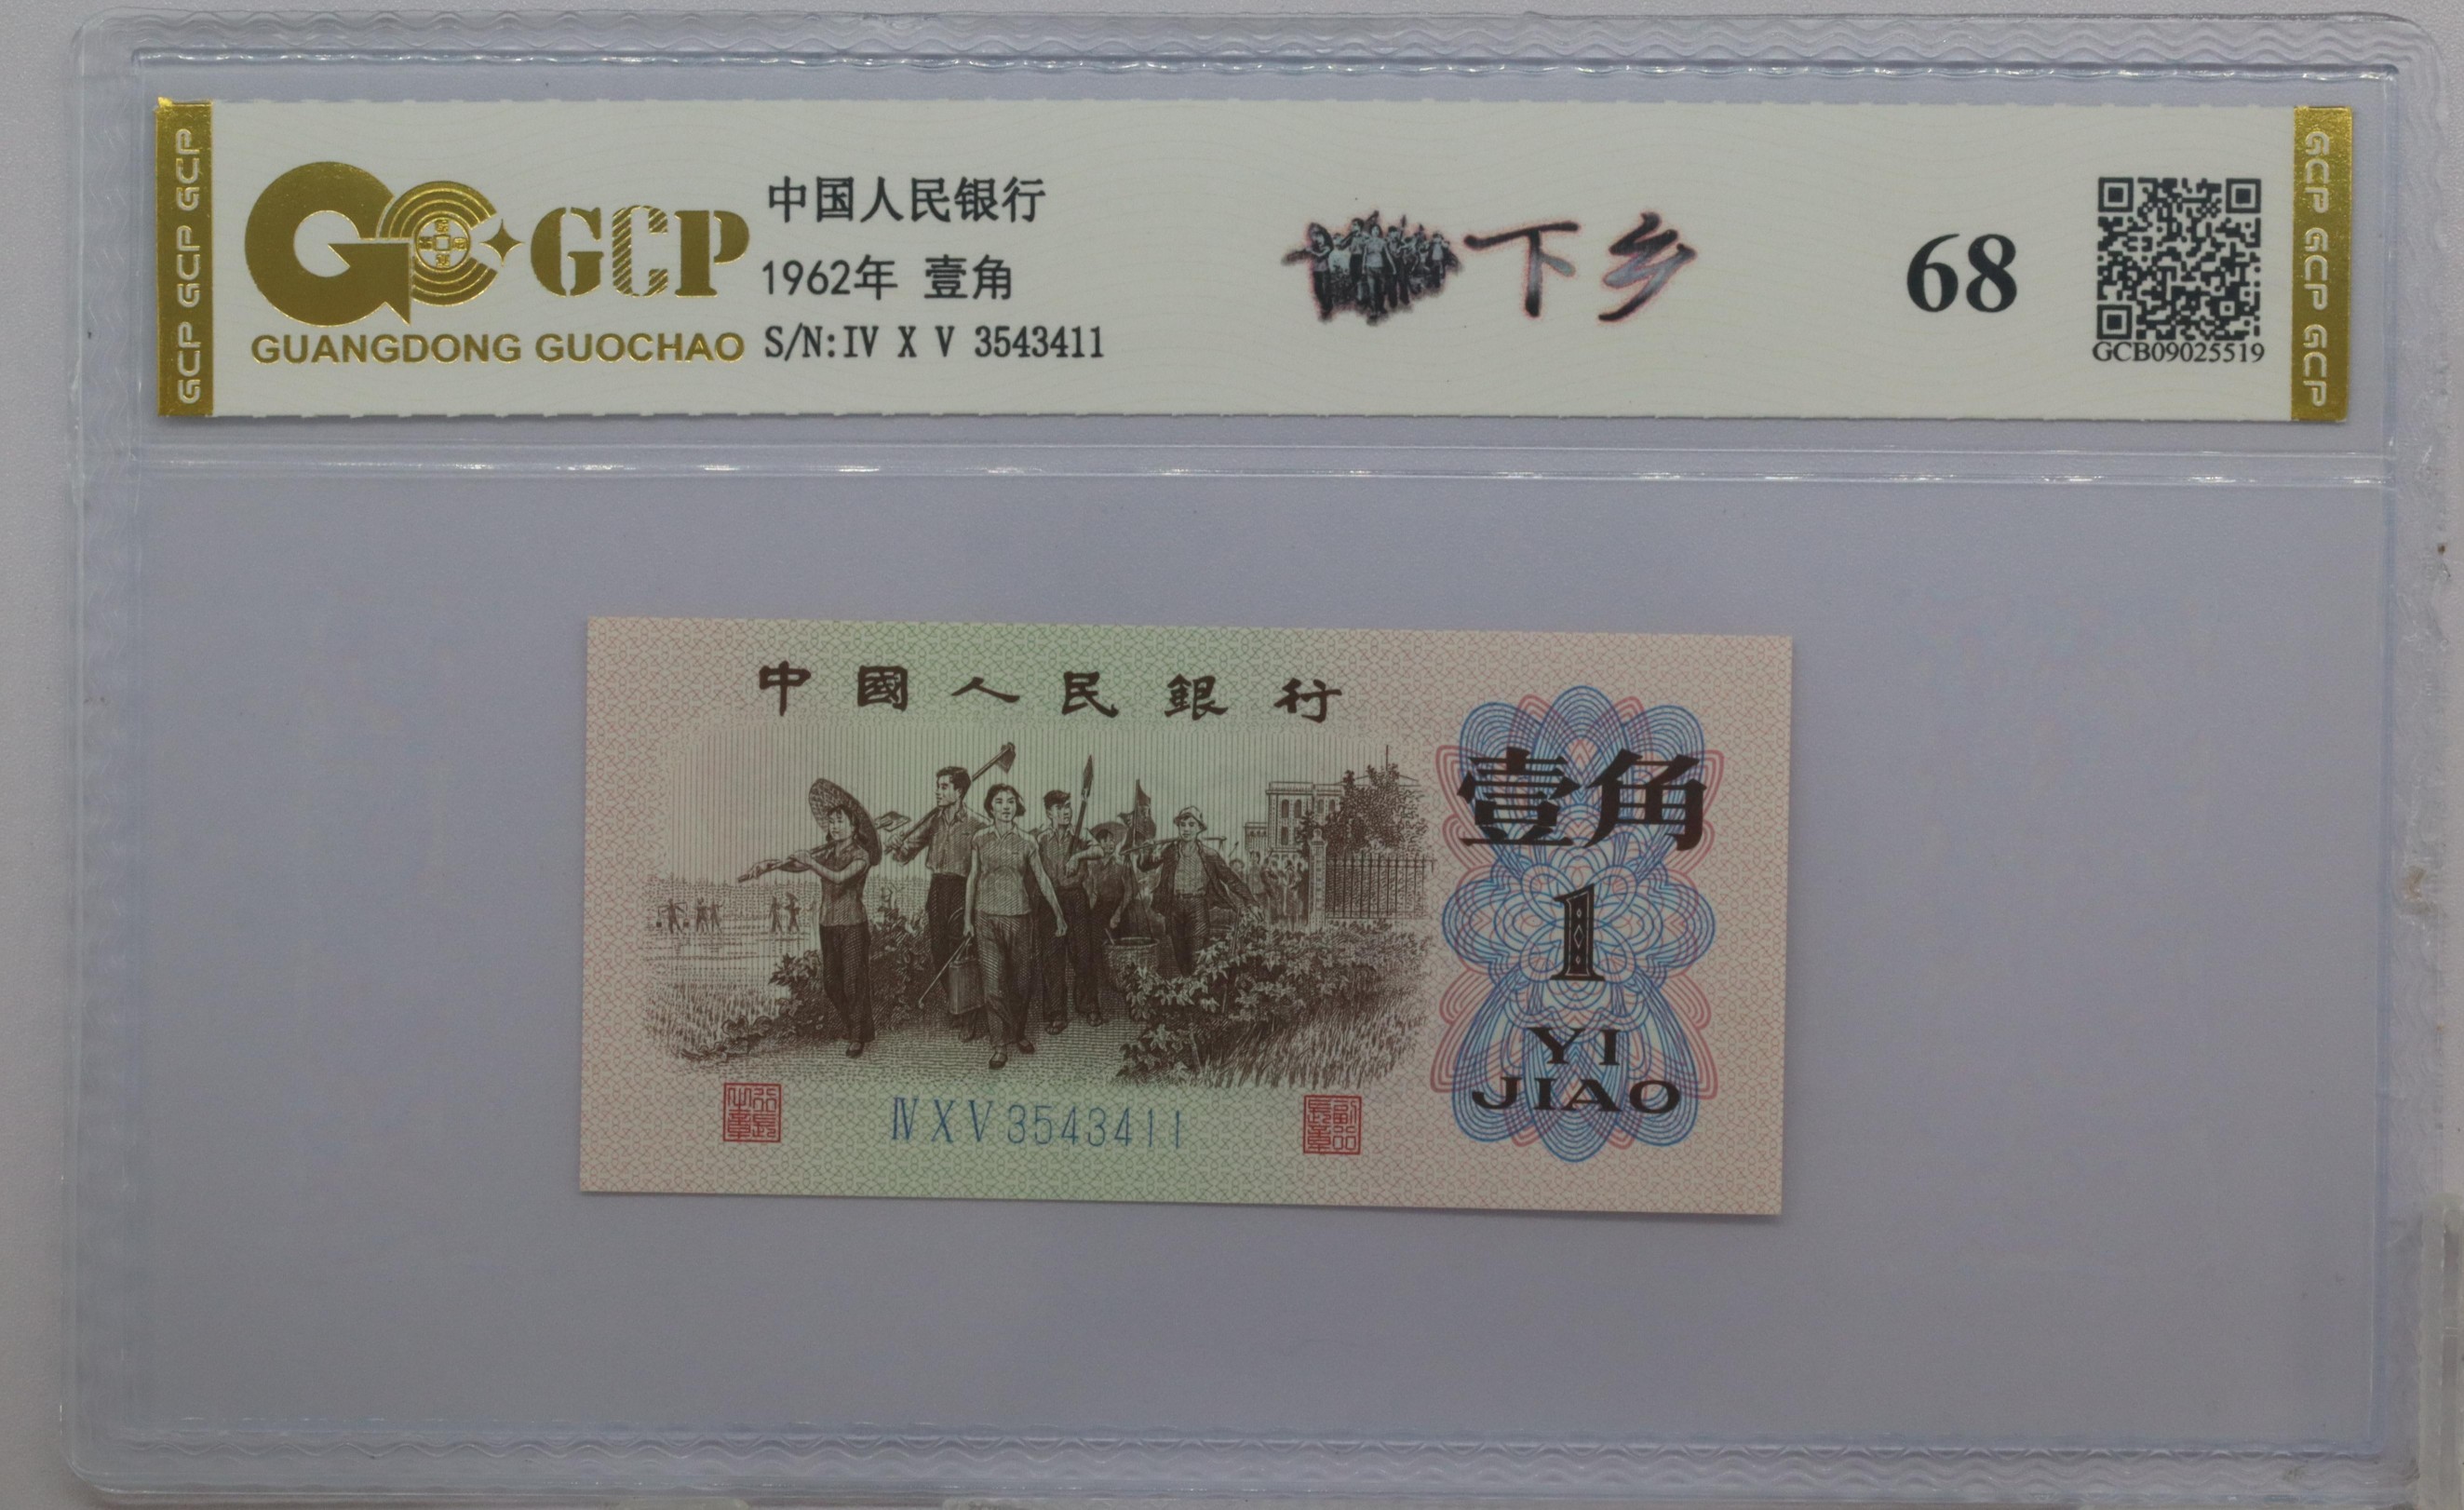 GCP GCP GCP
GCP
GUANGDONG GUOCHAO
中国人民银行
1962年 壹角
S/N:IV X V 3543411
下乡
68
GCB09025519
GCP GCP GCP
中國人民銀行
壹角
1
YI
JIAO
IV X V 3543411